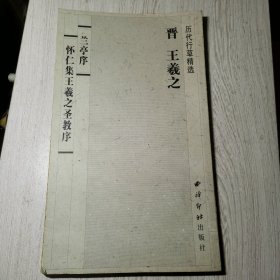 历代行草精选
晋 王羲之
兰亭序
怀仁集王羲之圣教序
西泠印社出版社